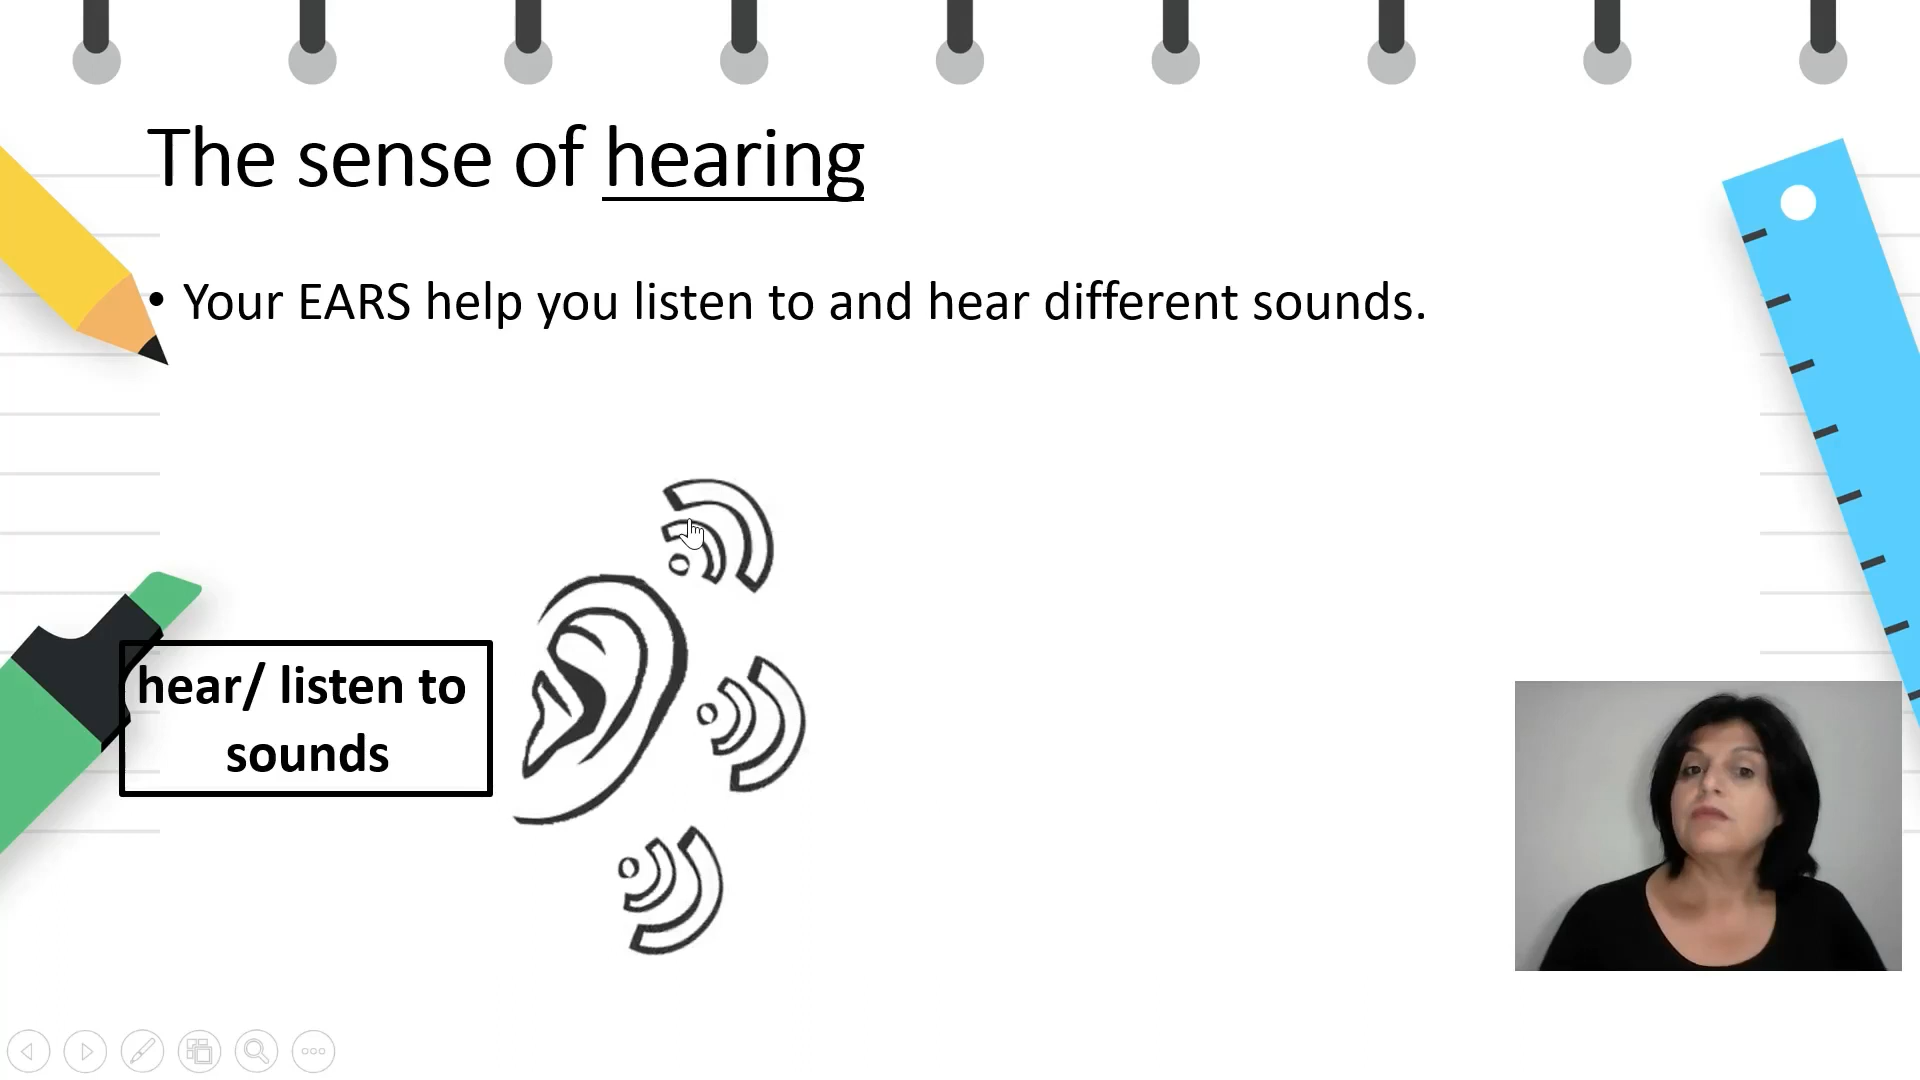 The sense of hearing
• Your EARS help you listen to and hear different sounds.
hear/ listen to
sounds